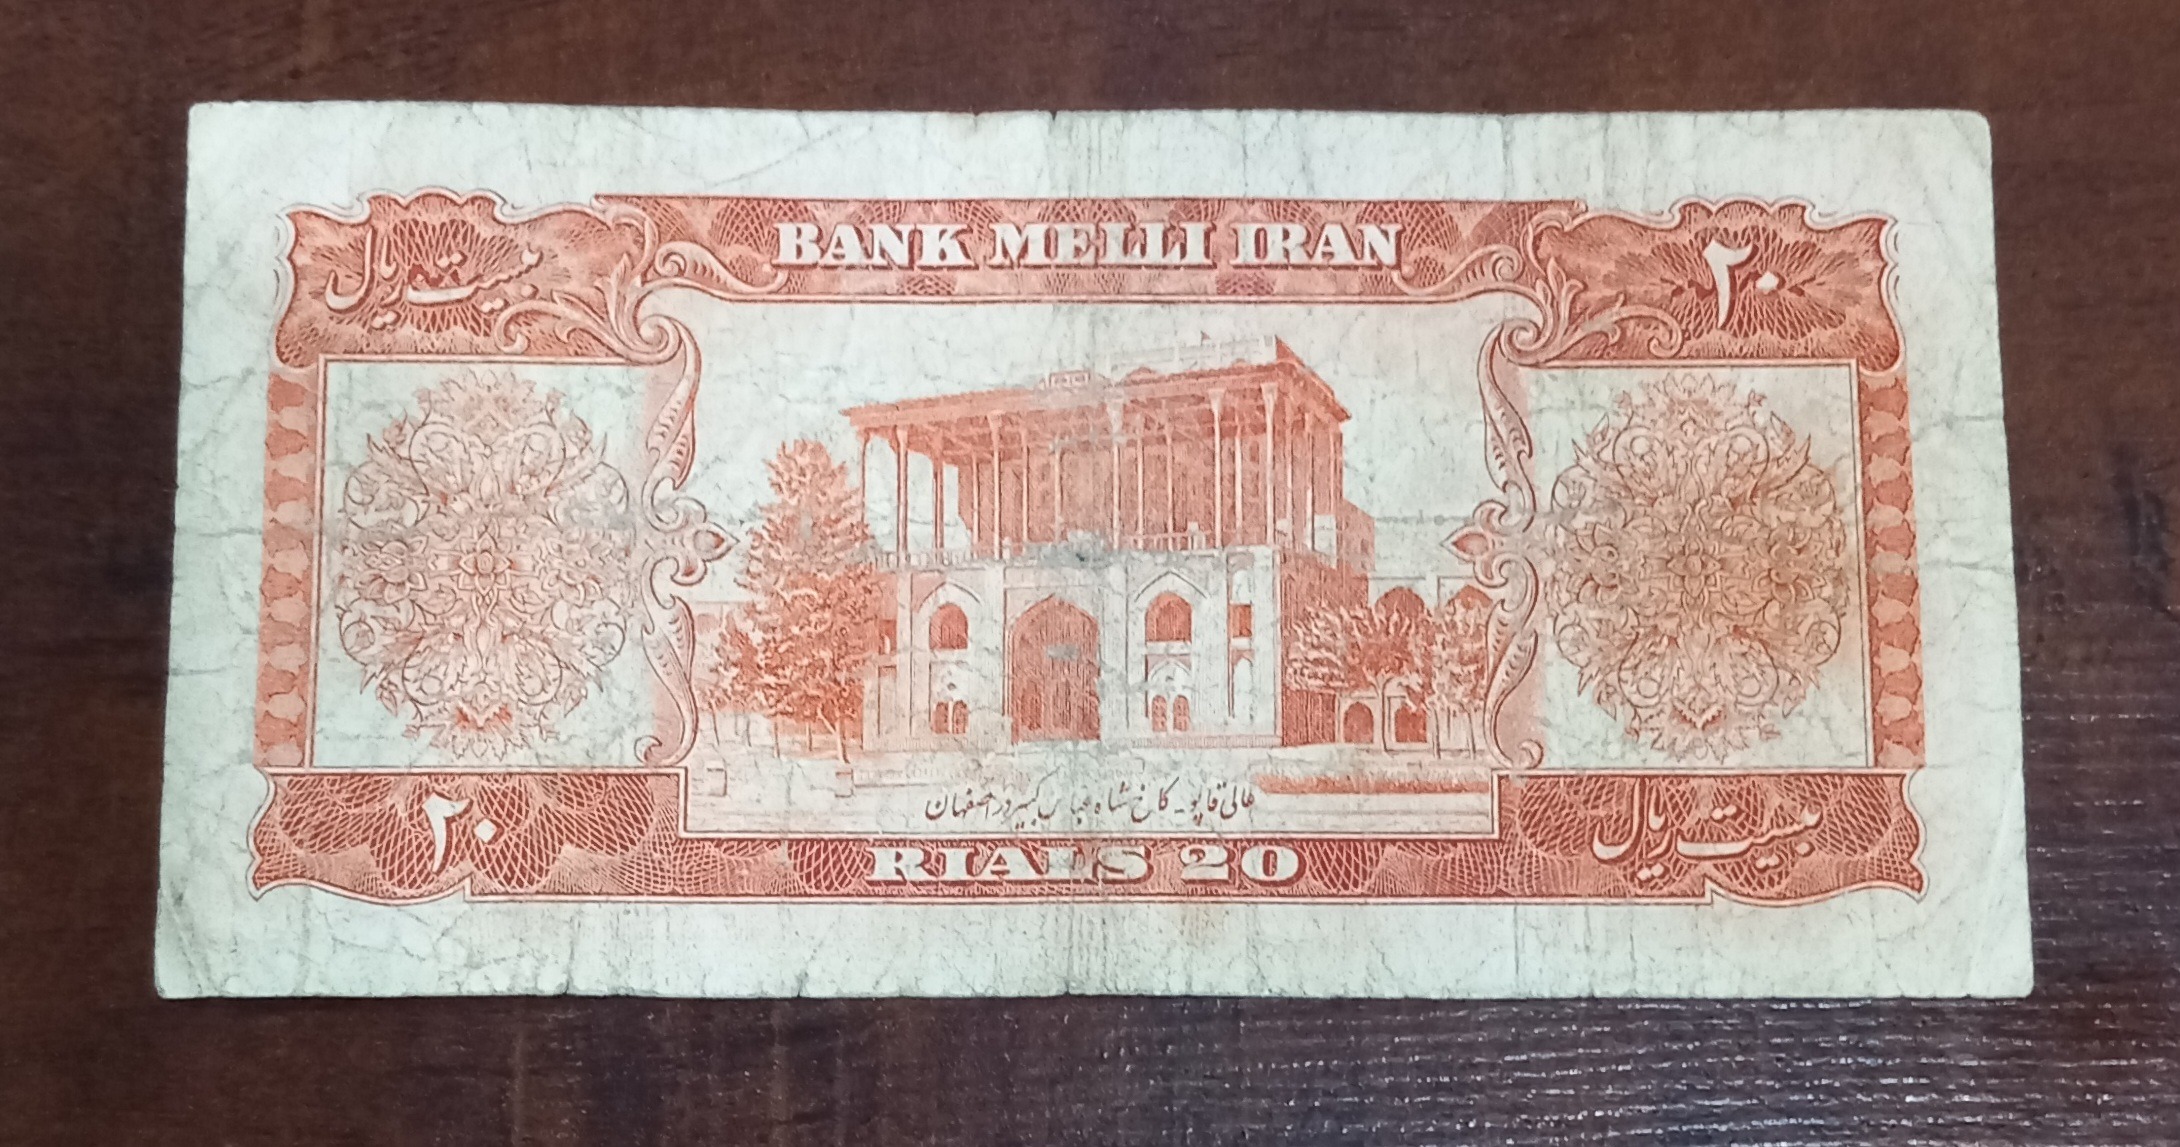 BANK MELLI IRAN
بیست ریال
۲۰
عالی قاپو - کاخ شاه عباس کبیر در اصفهان
۲۰
RIALS 20
بیست ریال